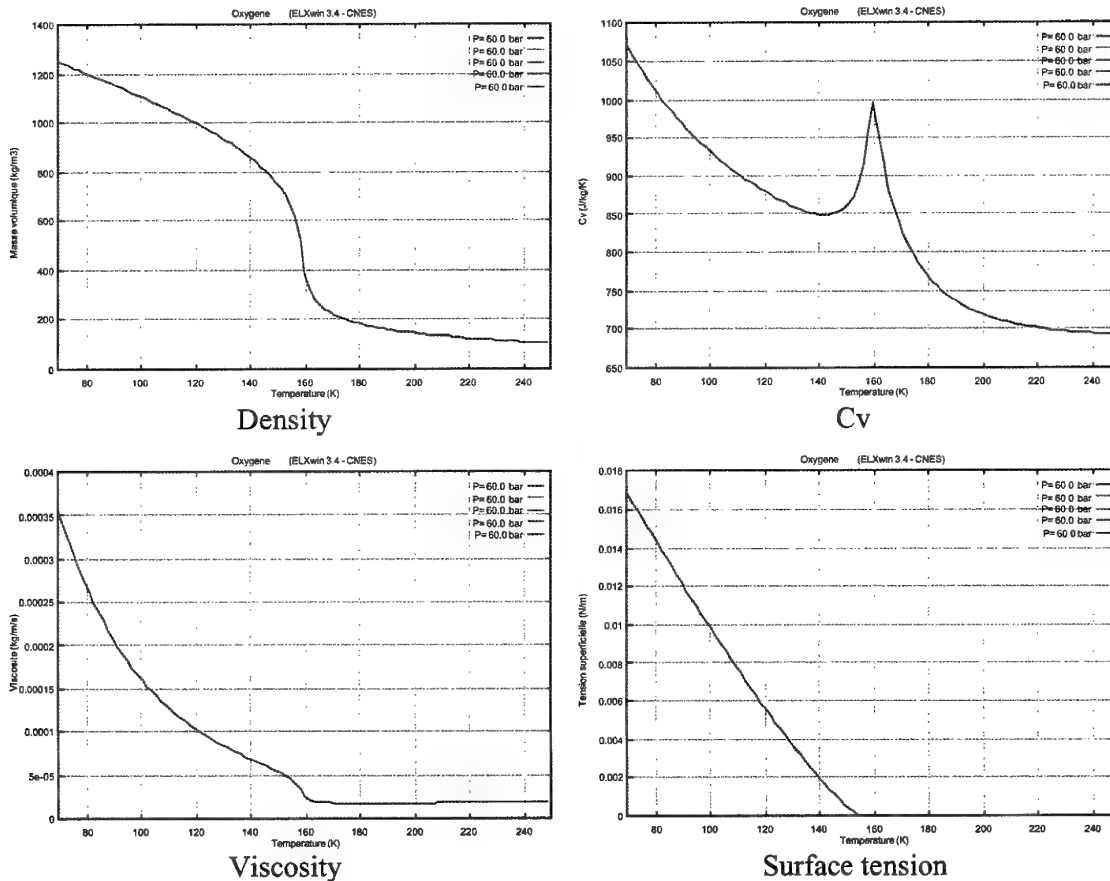 Oxygene (ELXwin 3.4 - CNES)
P= 60.0 bar
P= 60.0 bar
P= 60.0 bar
P= 60.0 bar
P= 60.0 bar
Masse volumique (kg/m3)
1400
1200
1000
800
600
400
200
0
80 100 120 140 160 180 200 220 240
Temperature (K)
Density
Oxygene (ELXwin 3.4 - CNES)
P= 60.0 bar
P= 60.0 bar
P= 60.0 bar
P= 60.0 bar
P= 60.0 bar
Cv (J/kg/K)
1100
1050
1000
950
900
850
800
750
700
650
80 100 120 140 160 180 200 220 240
Temperature (K)
Cv
Oxygene (ELXwin 3.4 - CNES)
P= 60.0 bar
P= 60.0 bar
P= 60.0 bar
P= 60.0 bar
P= 60.0 bar
Viscosite (kg/m/s)
0.0004
0.00035
0.0003
0.00025
0.0002
0.00015
0.0001
5e-05
0
80 100 120 140 160 180 200 220 240
Temperature (K)
Viscosity
Oxygene (ELXwin 3.4 - CNES)
P= 60.0 bar
P= 60.0 bar
P= 60.0 bar
P= 60.0 bar
P= 60.0 bar
Tension superficielle (N/m)
0.018
0.016
0.014
0.012
0.01
0.008
0.006
0.004
0.002
0
80 100 120 140 160 180 200 220 240
Temperature (K)
Surface tension